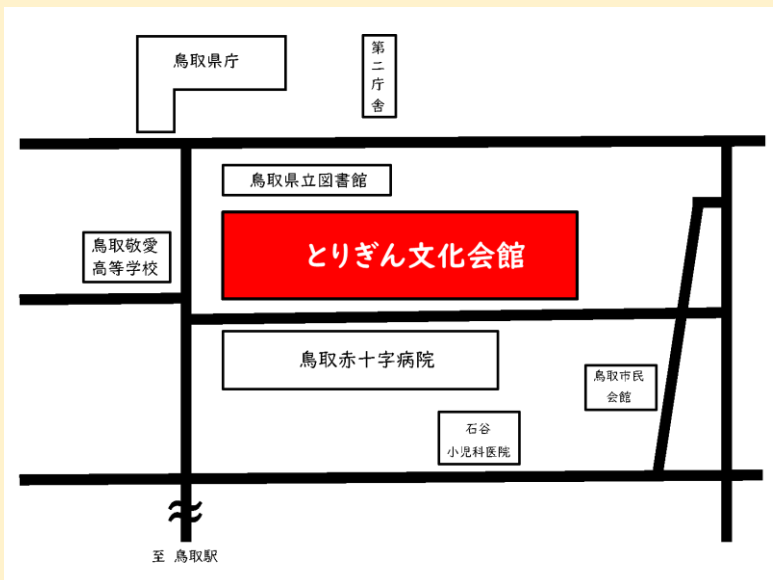 鳥取県庁
第二庁舎
鳥取県立図書館
とりぎん文化会館
鳥取敬愛
高等学校
鳥取赤十字病院
鳥取市民
会館
石谷
小児科医院
至 鳥取駅